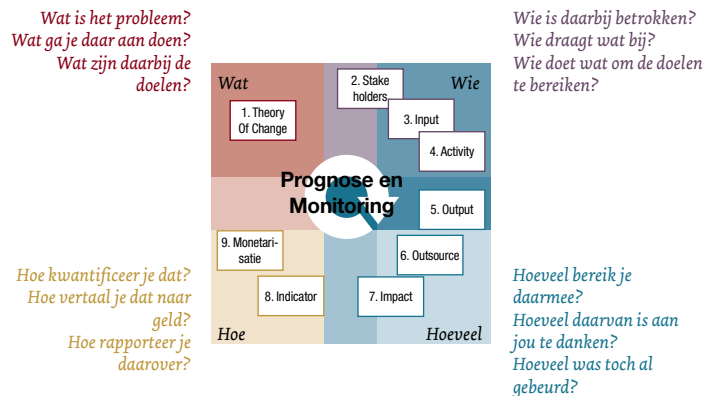 Wat is het probleem?
Wat ga je daar aan doen?
Wat zijn daarbij de
doelen?
Wie is daarbij betrokken?
Wie draagt wat bij?
Wie doet wat om de doelen
te bereiken?
Wat
Wie
1. Theory
Of Change
2. Stake
holders
3. Input
4. Activity
Prognose en
Monitoring
5. Output
6. Outsource
7. Impact
8. Indicator
9. Monetari-
satie
Hoe
Hoeveel
Hoe kwantificeer je dat?
Hoe vertaal je dat naar
geld?
Hoe rapporteer je
daarover?
Hoeveel bereik je
daarmee?
Hoeveel daarvan is aan
jou te danken?
Hoeveel was toch al
gebeurd?